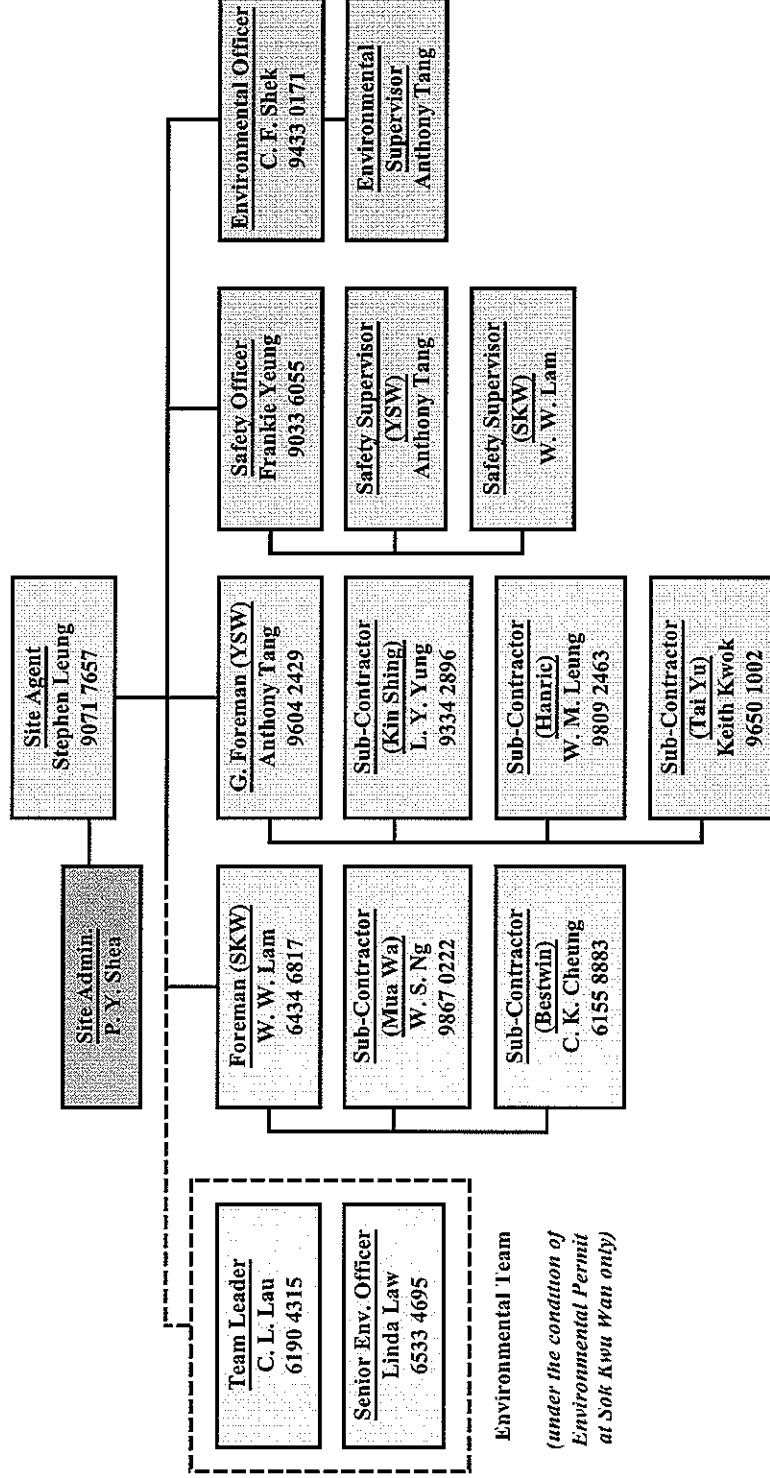 Site Agent
Stephen Leung
9071 7657
Site Admin.
P. Y. Shea
Team Leader
C. L. Lau
6190 4315
Senior Env. Officer
Linda Law
6533 4695
Environmental Team
(under the condition of
Environmental Permit
at Sok Kwu Wan only)
Foreman (SKW)
W. W. Lam
6434 6817
Sub-Contractor
(Mua Wa)
W. S. Ng
9867 0222
Sub-Contractor
(Bestwin)
C. K. Cheung
6155 8883
G. Foreman (YSW)
Anthony Tang
9604 2429
Sub-Contractor
(Kin Shing)
L. Y. Yung
9334 2896
Sub-Contractor
(Hanric)
W. M. Leung
9809 2463
Sub-Contractor
(Tai Yu)
Keith Kwok
9650 1002
Safety Officer
Frankie Yeung
9033 6055
Safety Supervisor
(YSW)
Anthony Tang
Safety Supervisor
(SKW)
W. W. Lam
Environmental Officer
C. F. Shek
9433 0171
Environmental
Supervisor
Anthony Tang